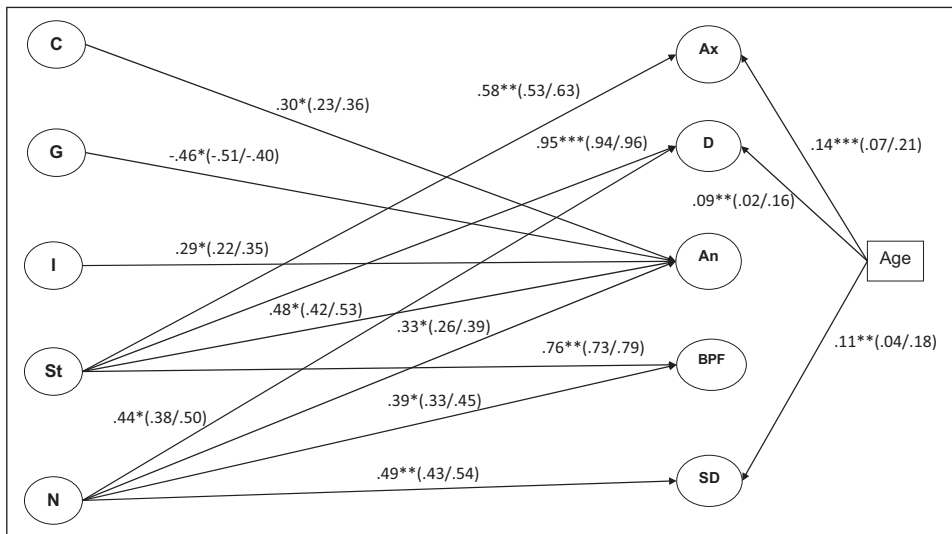 C
Ax
.58**(.53/.63)
.30*(.23/.36)
G
D
.95***(.94/.96)
-.46*(-.51/-.40)
.14***(.07/.21)
.09**(.02/.16)
I
.29*(.22/.35)
An
Age
.48*(.42/.53)
.33*(.26/.39)
St
.76**(.73/.79)
BPF
.11**(.04/.18)
.39*(.33/.45)
.44*(.38/.50)
N
.49**(.43/.54)
SD